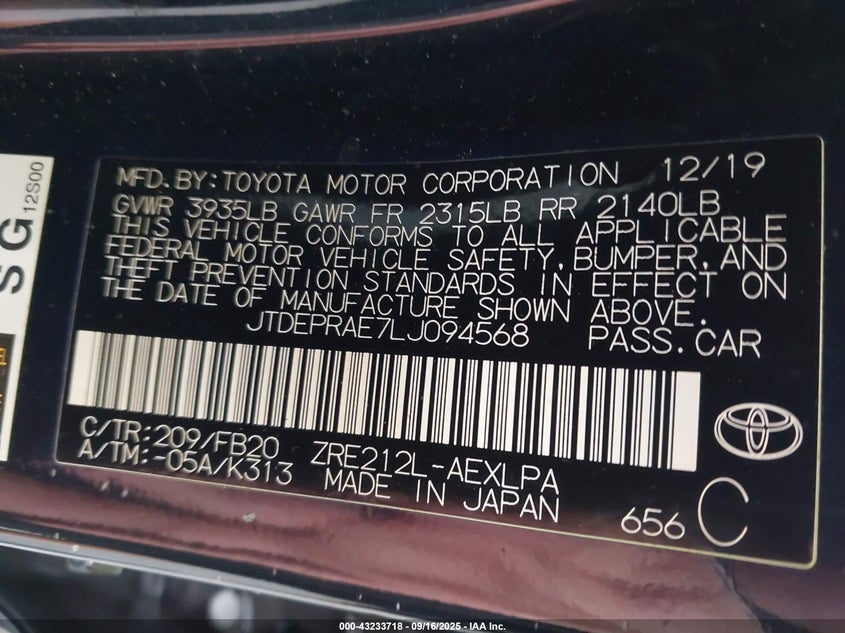 MFD.BY:TOYOTA MOTOR CORPORATION 12/19
GVWR 3935LB GAWR FR 2315LB RR 2140LB
THIS VEHICLE CONFORMS TO ALL APPLICABLE
FEDERAL MOTOR VEHICLE SAFETY,BUMPER,AND
THEFT PREVENTION STANDARDS IN EFFECT ON
THE DATE OF MANUFACTURE SHOWN ABOVE.
JTDEPRAE7LJ094568 PASS.CAR
C/TR:209/FB20 ZRE212L-AEXLPA
A/TM:-05A/K313 MADE IN JAPAN
656 C
SG
12S00
000-43233718 | 09/16/2025 | IAA Inc.